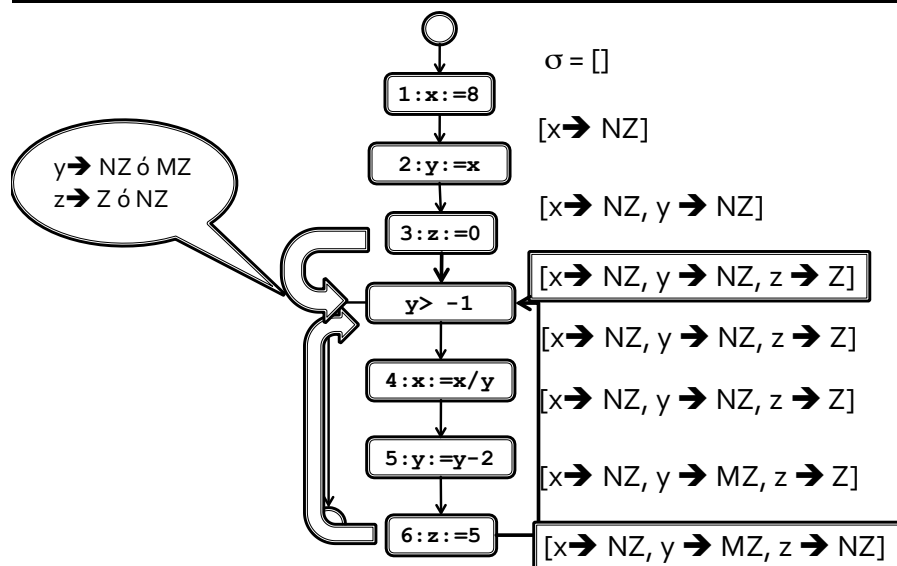 σ = []
1:x:=8
[x➔ NZ]
2:y:=x
y➔ NZ ó MZ
z➔ Z ó NZ
[x➔ NZ, y ➔ NZ]
3:z:=0
[x➔ NZ, y ➔ NZ, z ➔ Z]
y> -1
[x➔ NZ, y ➔ NZ, z ➔ Z]
4:x:=x/y
[x➔ NZ, y ➔ NZ, z ➔ Z]
5:y:=y-2
[x➔ NZ, y ➔ MZ, z ➔ Z]
6:z:=5
[x➔ NZ, y ➔ MZ, z ➔ NZ]